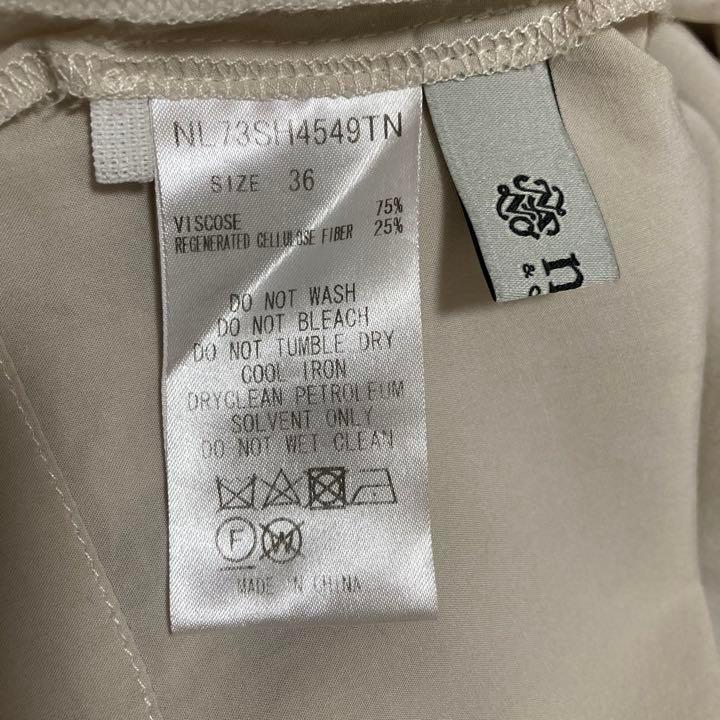 NL73SH4549TN
SIZE 36
VISCOSE 75%
REGENERATED CELLULOSE FIBER 25%
DO NOT WASH
DO NOT BLEACH
DO NOT TUMBLE DRY
COOL IRON
DRYCLEAN PETROLEUM
SOLVENT ONLY
DO NOT WET CLEAN
F W
MADE IN CHINA
n
&